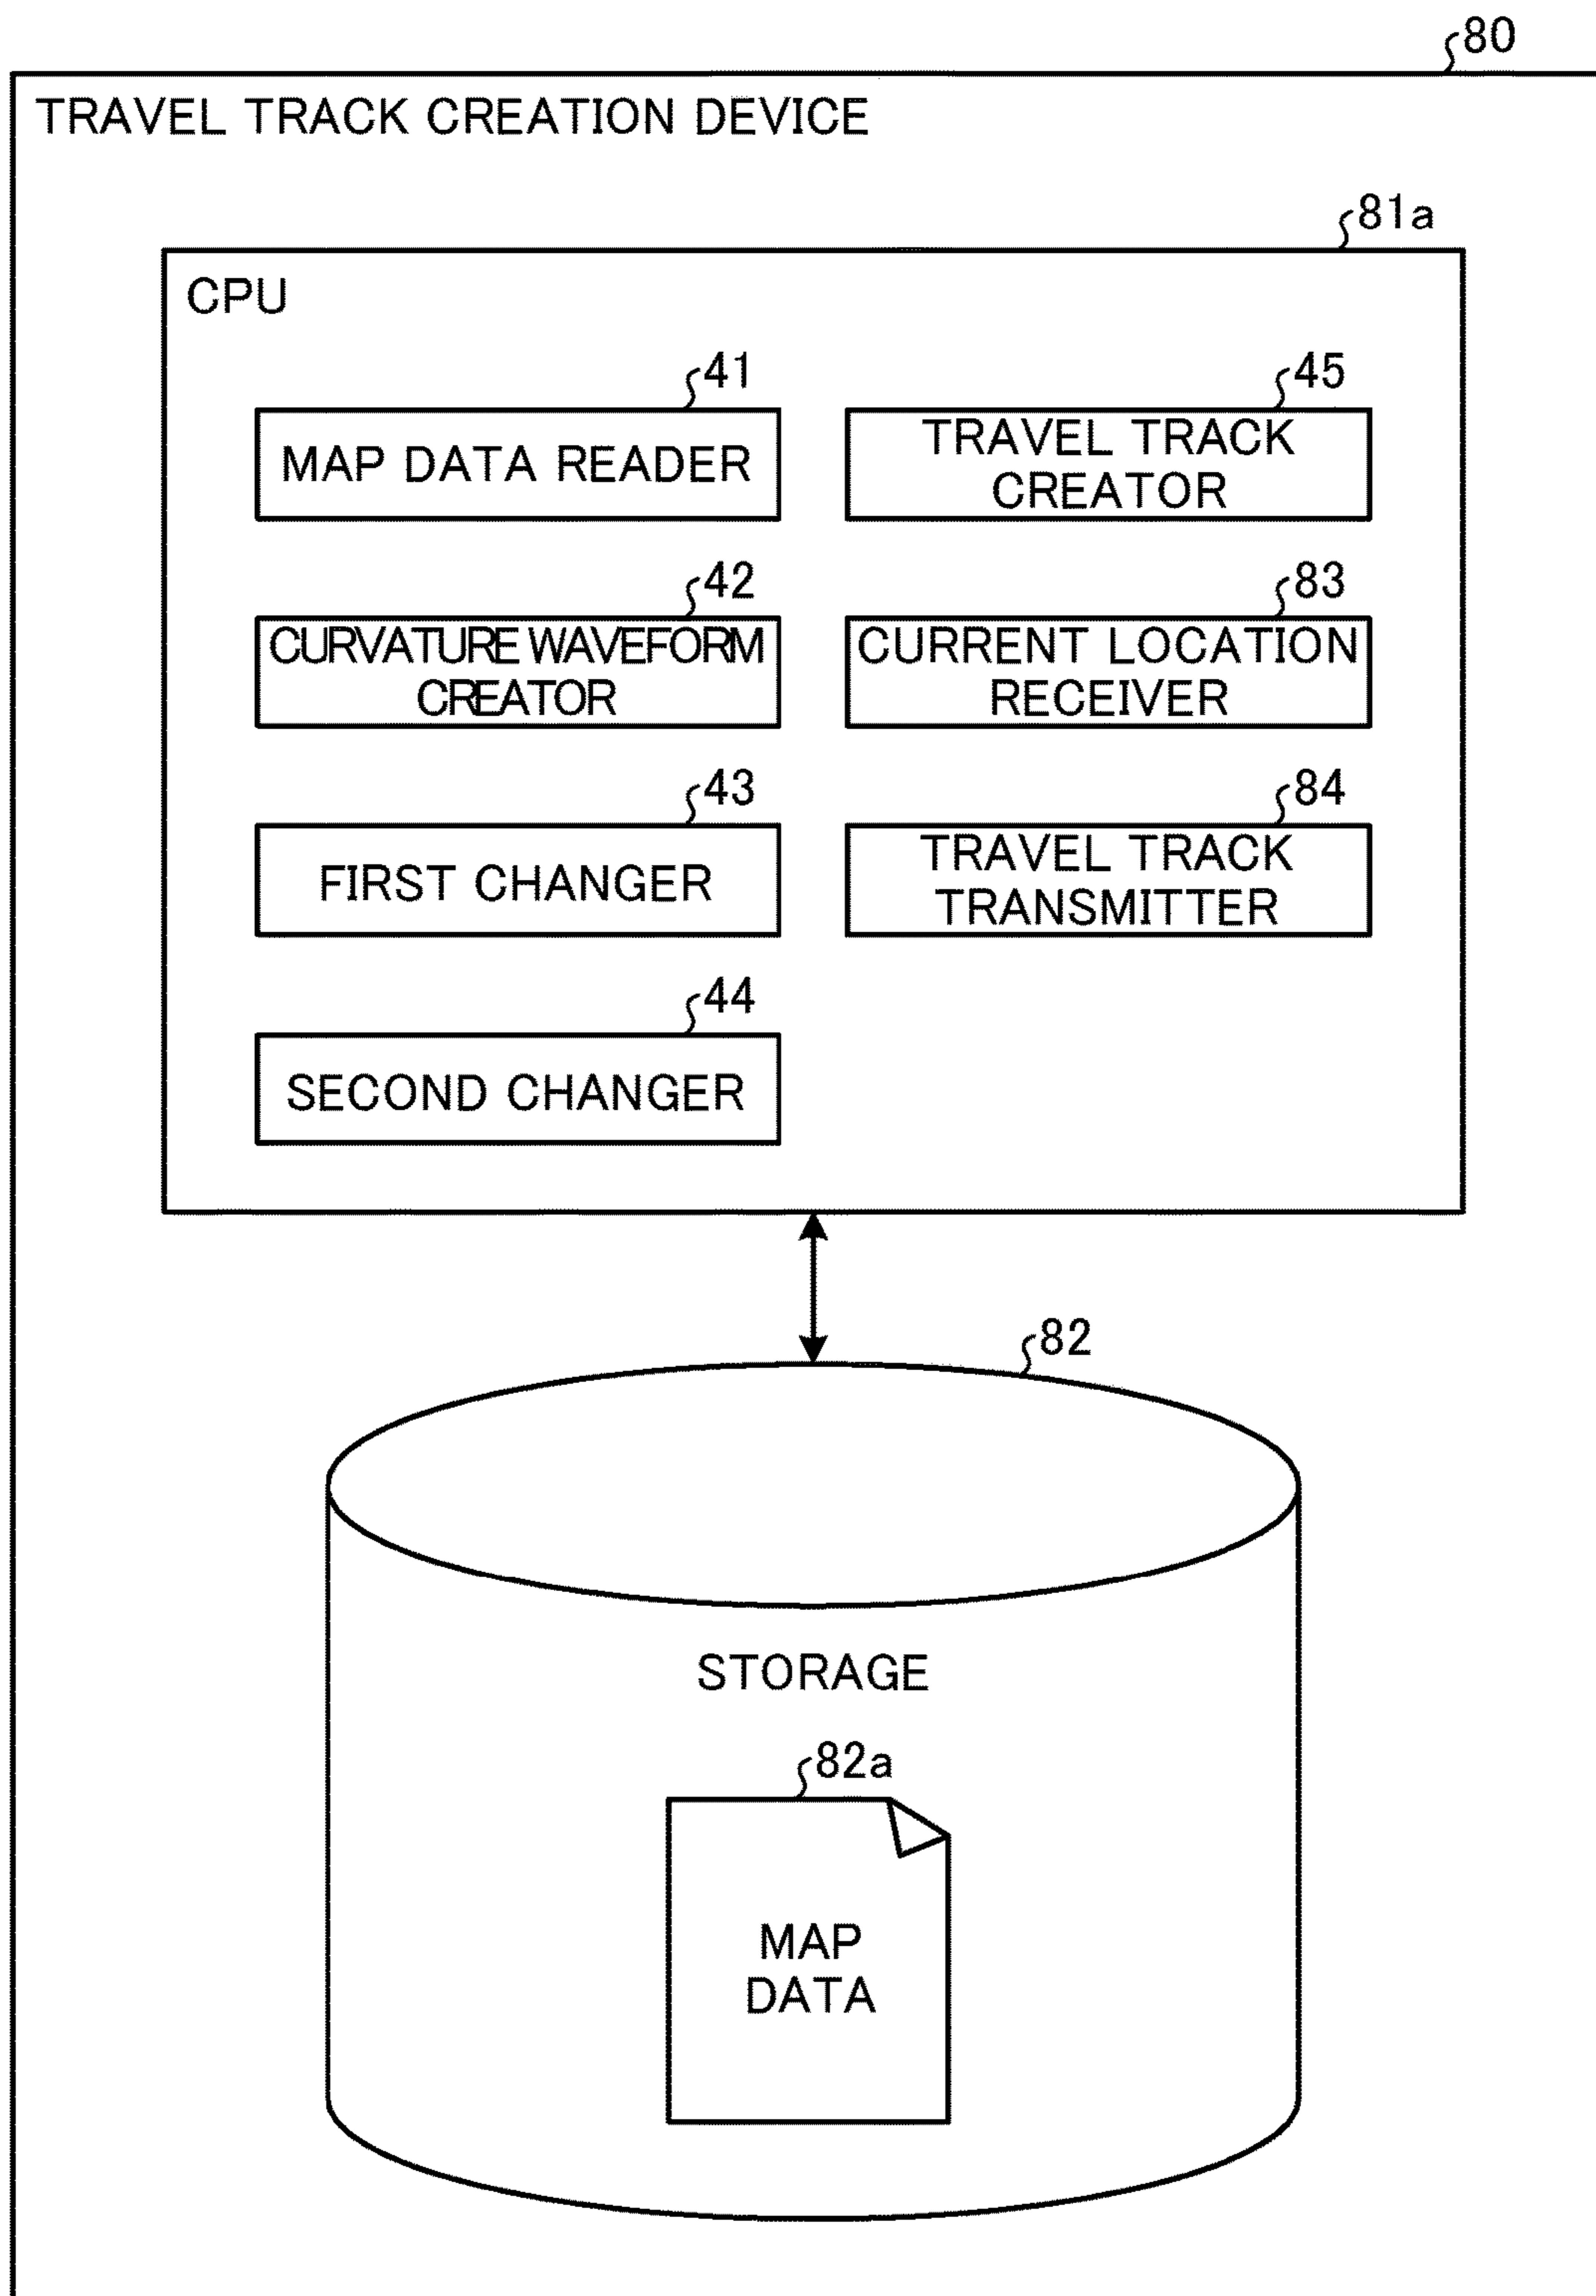 80
TRAVEL TRACK CREATION DEVICE
81a
CPU
41
MAP DATA READER
45
TRAVEL TRACK
CREATOR
42
CURVATURE WAVEFORM
CREATOR
83
CURRENT LOCATION
RECEIVER
43
FIRST CHANGER
84
TRAVEL TRACK
TRANSMITTER
44
SECOND CHANGER
82
STORAGE
82a
MAP
DATA